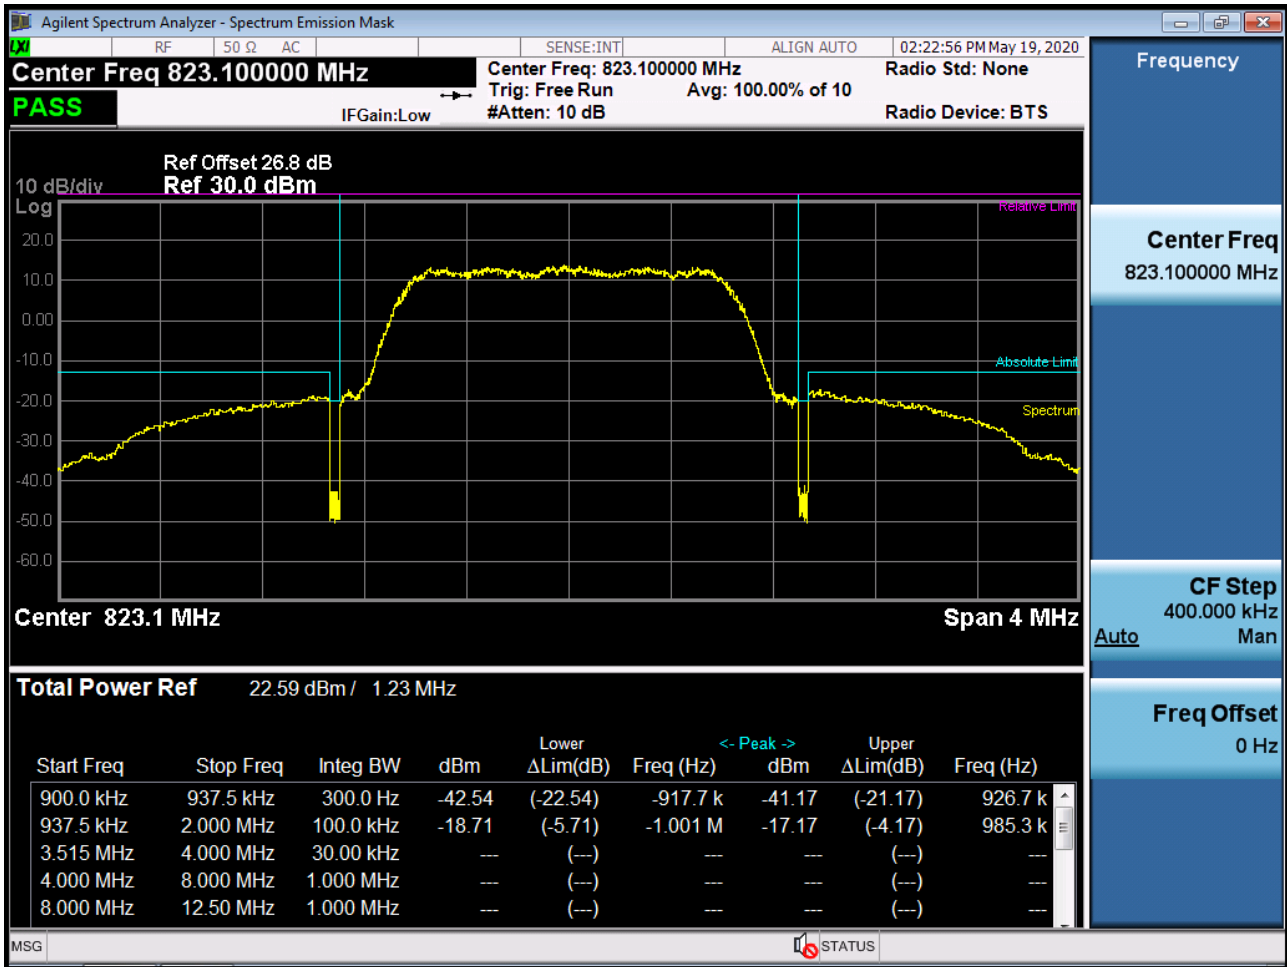 Agilent Spectrum Analyzer - Spectrum Emission Mask
LXI RF 50 Ω AC SENSE:INT ALIGN AUTO 02:22:56 PM May 19, 2020
Center Freq 823.100000 MHz
Center Freq: 823.100000 MHz Radio Std: None
Trig: Free Run Avg: 100.00% of 10
PASS IFGain:Low #Atten: 10 dB Radio Device: BTS
Ref Offset 26.8 dB
10 dB/div Ref 30.0 dBm
Log
Relative Limit
20.0
10.0
0.00
-10.0
Absolute Limit
-20.0
Spectrum
-30.0
-40.0
-50.0
-60.0
Center 823.1 MHz Span 4 MHz
Total Power Ref 22.59 dBm / 1.23 MHz
Lower <- Peak -> Upper
Start Freq Stop Freq Integ BW dBm ΔLim(dB) Freq (Hz) dBm ΔLim(dB) Freq (Hz)
900.0 kHz 937.5 kHz 300.0 Hz -42.54 (-22.54) -917.7 k -41.17 (-21.17) 926.7 k
937.5 kHz 2.000 MHz 100.0 kHz -18.71 (-5.71) -1.001 M -17.17 (-4.17) 985.3 k
3.515 MHz 4.000 MHz 30.00 kHz --- (---) --- --- (---) ---
4.000 MHz 8.000 MHz 1.000 MHz --- (---) --- --- (---) ---
8.000 MHz 12.50 MHz 1.000 MHz --- (---) --- --- (---) ---
MSG STATUS
Frequency
Center Freq
823.100000 MHz
CF Step
400.000 kHz
Auto Man
Freq Offset
0 Hz